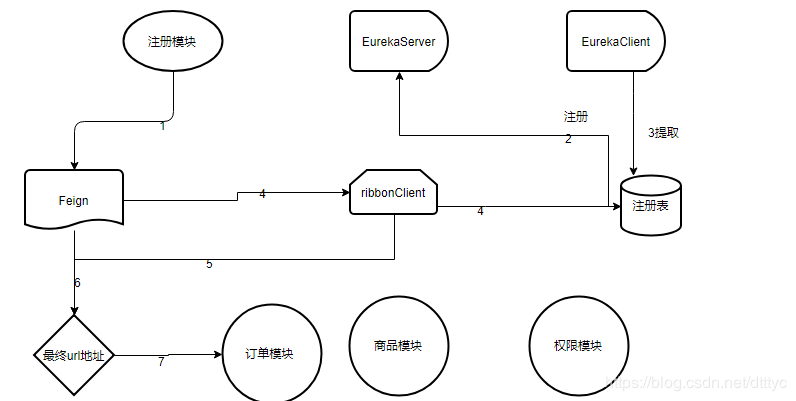 注册模块
EurekaServer
EurekaClient
1
注册
2
3提取
Feign
4
ribbonClient
4
注册表
5
6
最终url地址
7
订单模块
商品模块
权限模块
https://blog.csdn.net/dtttyc